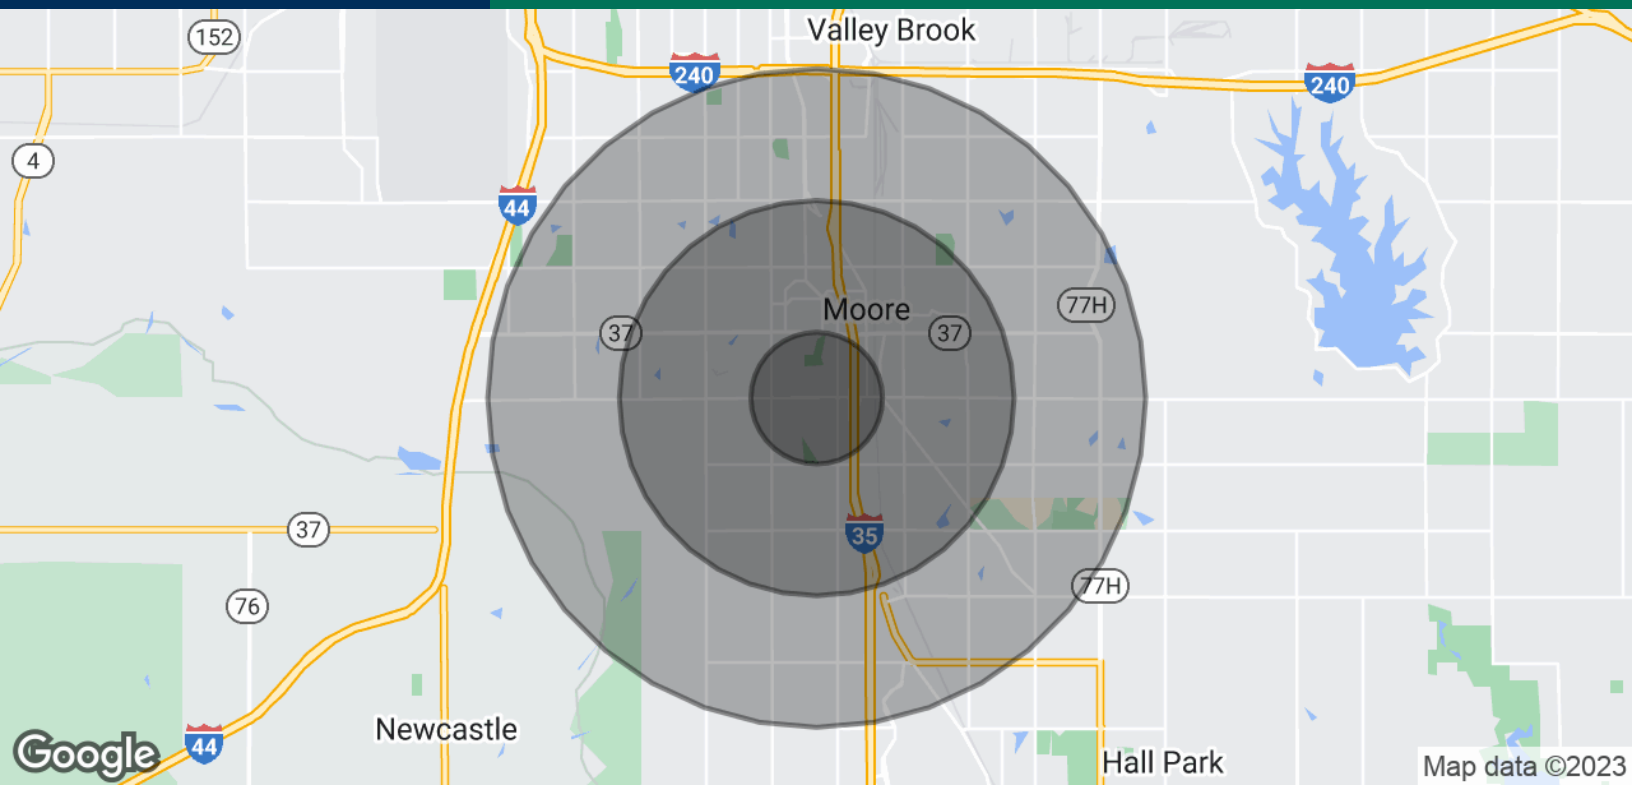 152
Valley Brook
240
240
4
44
77H
Moore
37
37
35
37
77H
76
Newcastle
44
Google
Hall Park
Map data ©2023